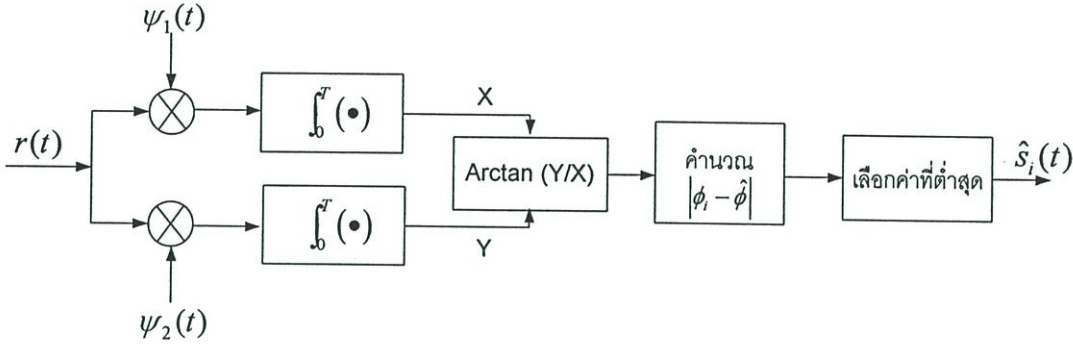 ψ₁(t)
∫₀ᵀ(•)
X
r(t)
Arctan (Y/X)
คำนวณ
|ϕᵢ − ϕ̂|
เลือกค่าที่ต่ำสุด
ŝᵢ(t)
∫₀ᵀ(•)
Y
ψ₂(t)